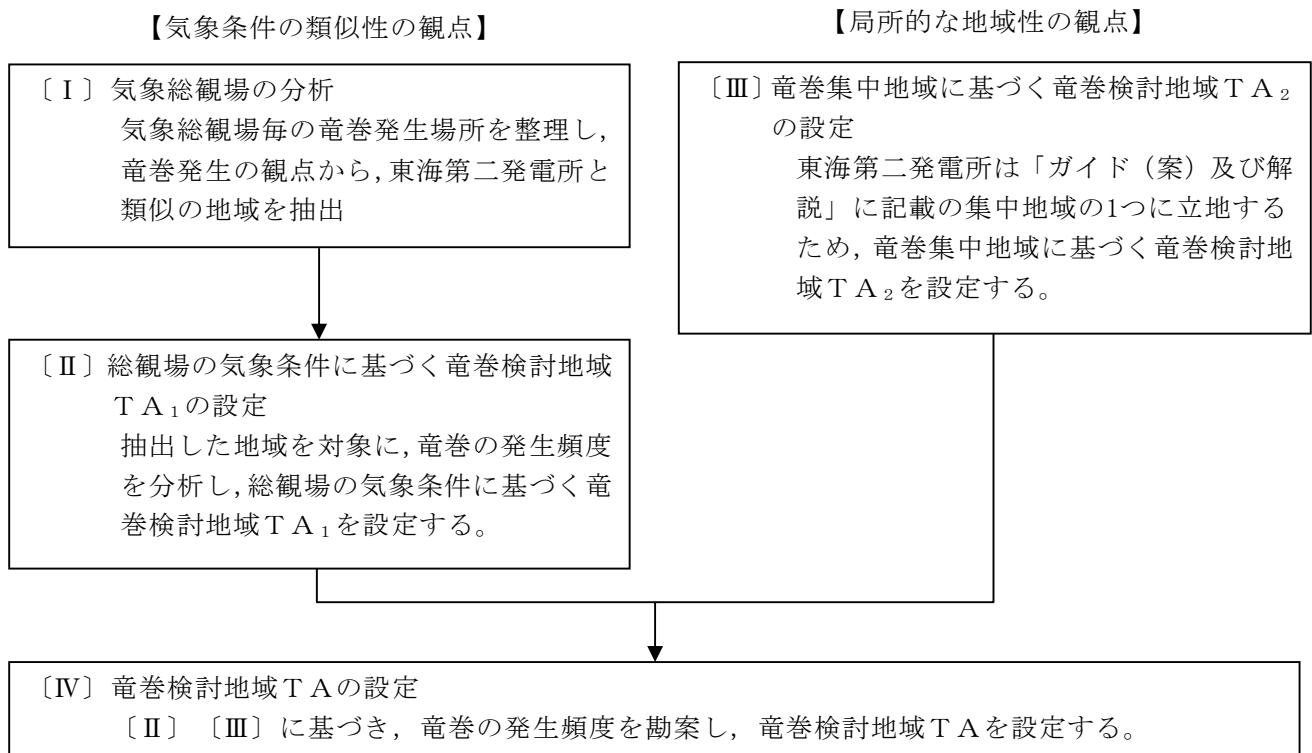 【気象条件の類似性の観点】
〔Ⅰ〕気象総観場の分析
気象総観場毎の竜巻発生場所を整理し,
竜巻発生の観点から,東海第二発電所と
類似の地域を抽出
〔Ⅱ〕総観場の気象条件に基づく竜巻検討地域
ＴＡ₁の設定
抽出した地域を対象に,竜巻の発生頻度
を分析し,総観場の気象条件に基づく竜
巻検討地域ＴＡ₁を設定する。
【局所的な地域性の観点】
〔Ⅲ〕竜巻集中地域に基づく竜巻検討地域ＴＡ₂
の設定
東海第二発電所は「ガイド（案）及び解
説」に記載の集中地域の1つに立地する
ため,竜巻集中地域に基づく竜巻検討地
域ＴＡ₂を設定する。
〔Ⅳ〕竜巻検討地域ＴＡの設定
〔Ⅱ〕〔Ⅲ〕に基づき，竜巻の発生頻度を勘案し，竜巻検討地域ＴＡを設定する。